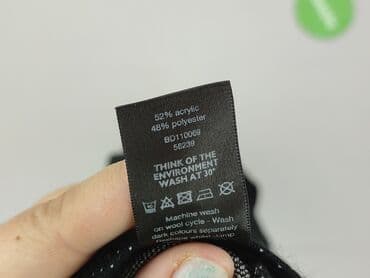 52% acrylic
48% polyester
BD110069
56239
THINK OF THE
ENVIRONMENT
WASH AT 30°
Machine wash
on wool cycle - Wash
dark colours separately